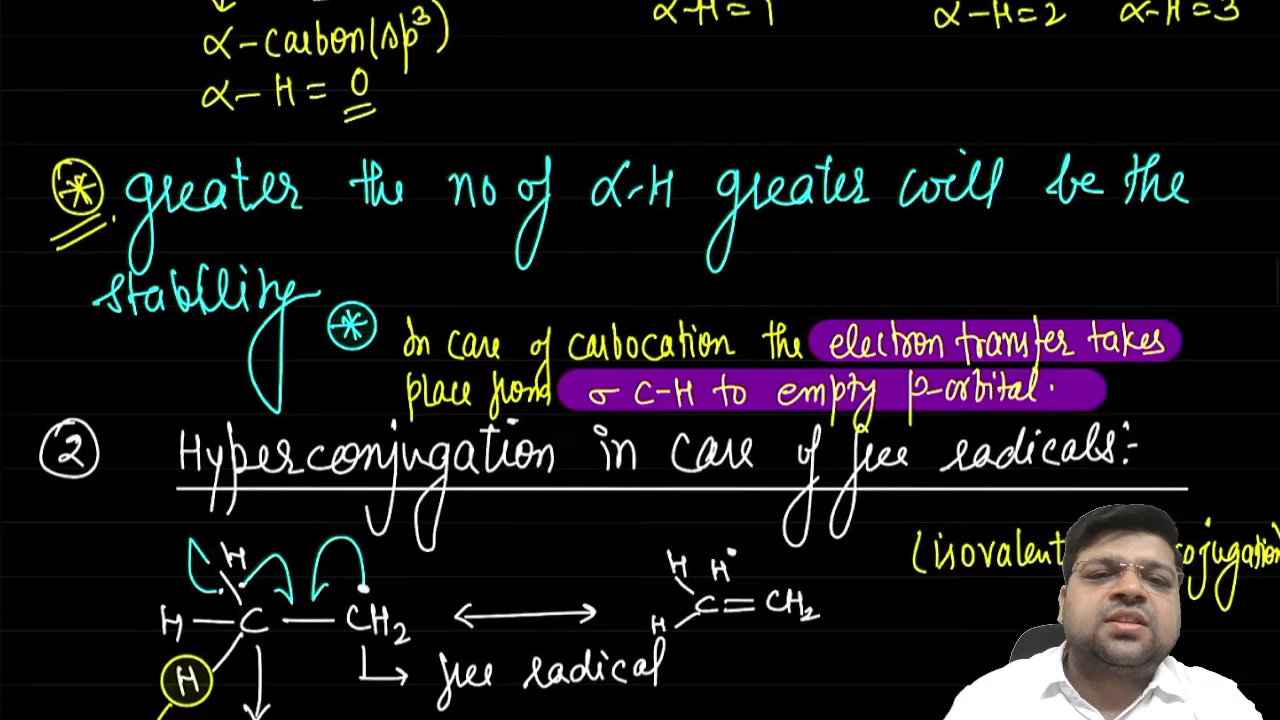 α-H=1 α-H=2 α-H=3
α-carbon(sp³)
α-H=0
* greater the no of α-H greater will be the
stability
* In case of carbocation the electron transfer takes
place from σ C-H to empty p-orbital.
② Hyperconjugation in case of free radicals:-
(isovalent jugation)
H H H•
H-C-CH2 ⟷ C=CH2
H H
↳ free radical